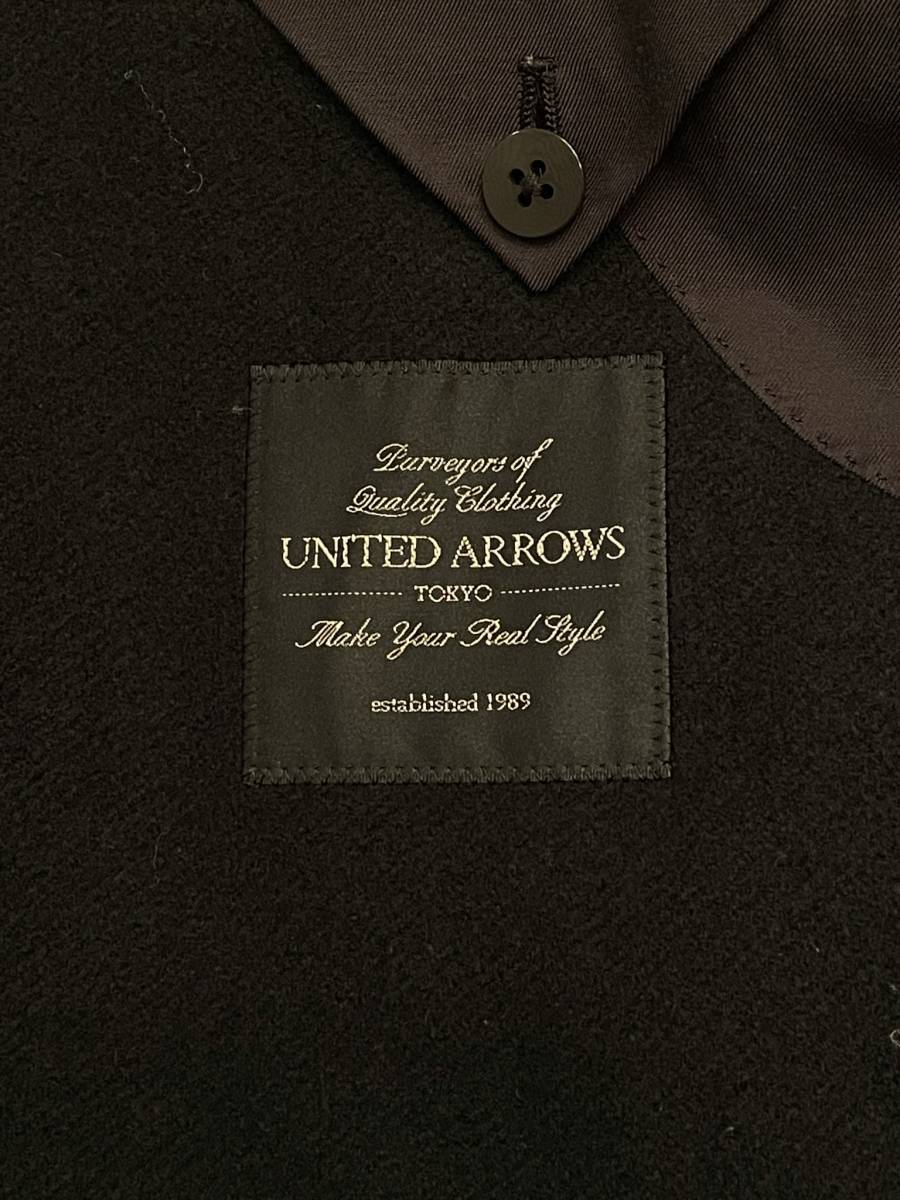 Purveyors of
Quality Clothing
UNITED ARROWS
TOKYO
Make Your Real Style
established 1989